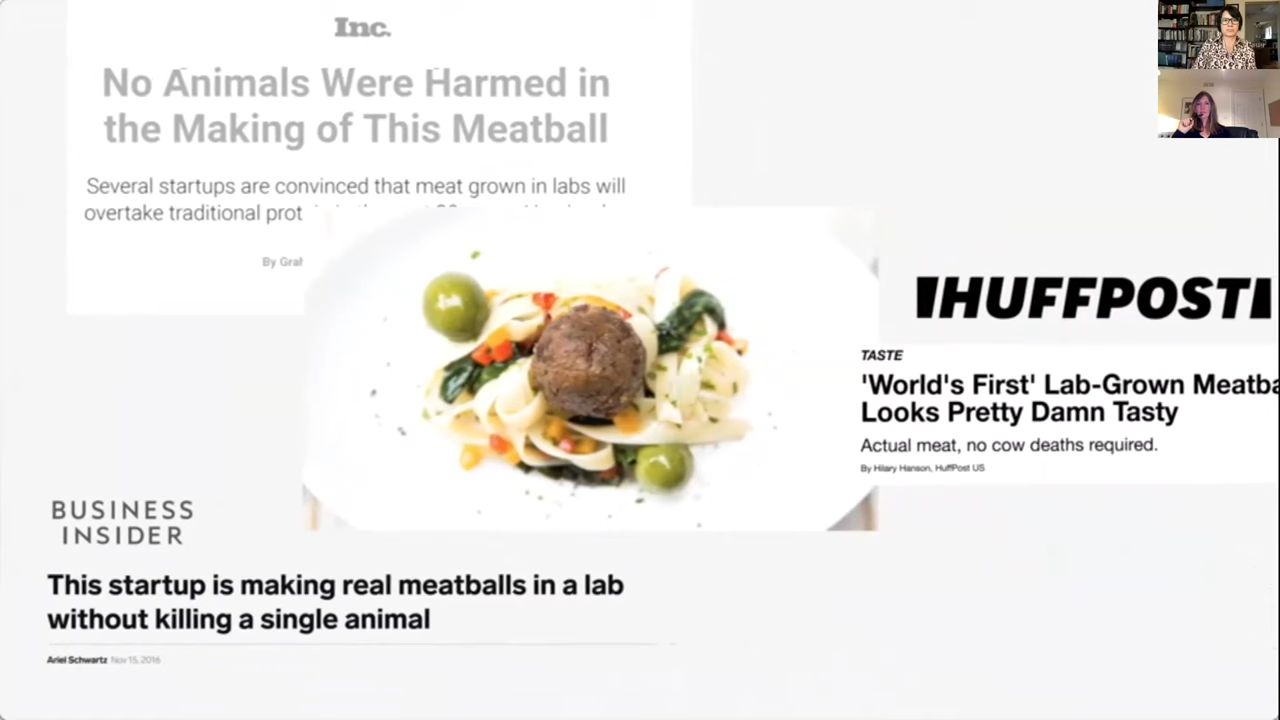 Inc.
No Animals Were Harmed in
the Making of This Meatball
Several startups are convinced that meat grown in labs will
overtake traditional prot
By Gra
HUFFPOST
TASTE
'World's First' Lab-Grown Meatba
Looks Pretty Damn Tasty
Actual meat, no cow deaths required.
By Hilary Hanson, HuffPost US
BUSINESS
INSIDER
This startup is making real meatballs in a lab
without killing a single animal
Ariel Schwartz Nov 15, 2016